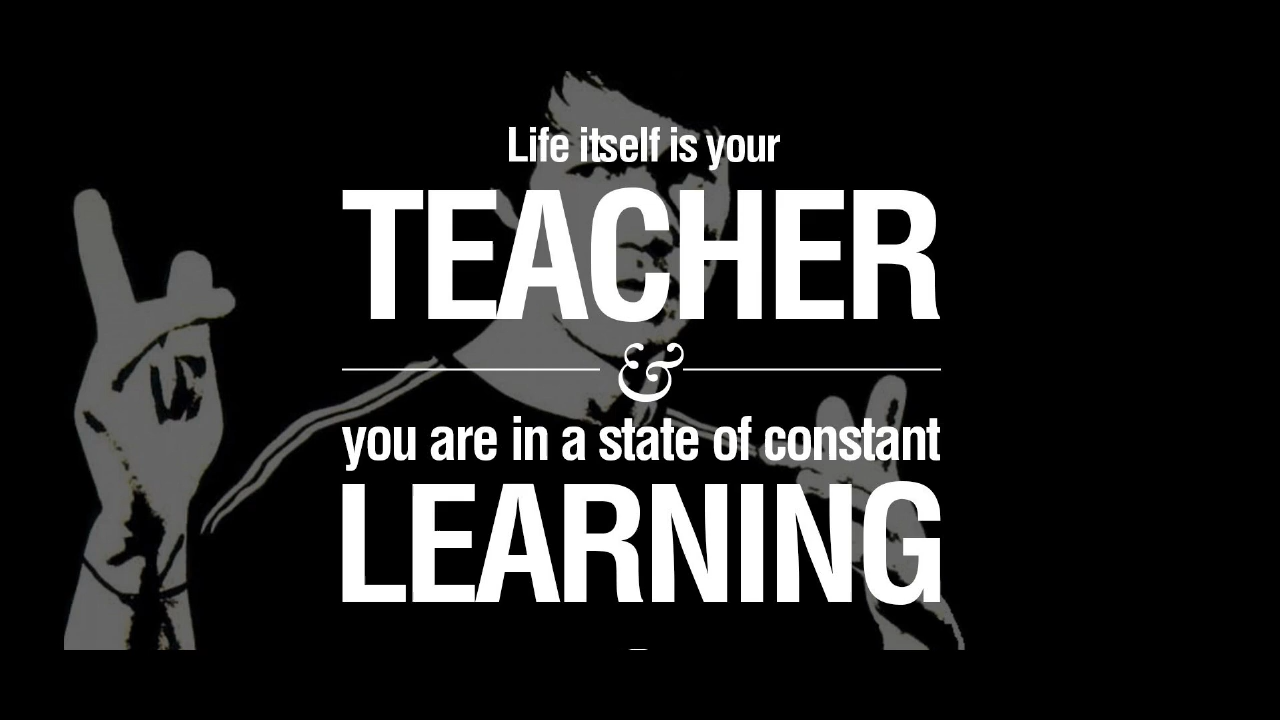 Life itself is your
TEACHER
&
you are in a state of constant
LEARNING